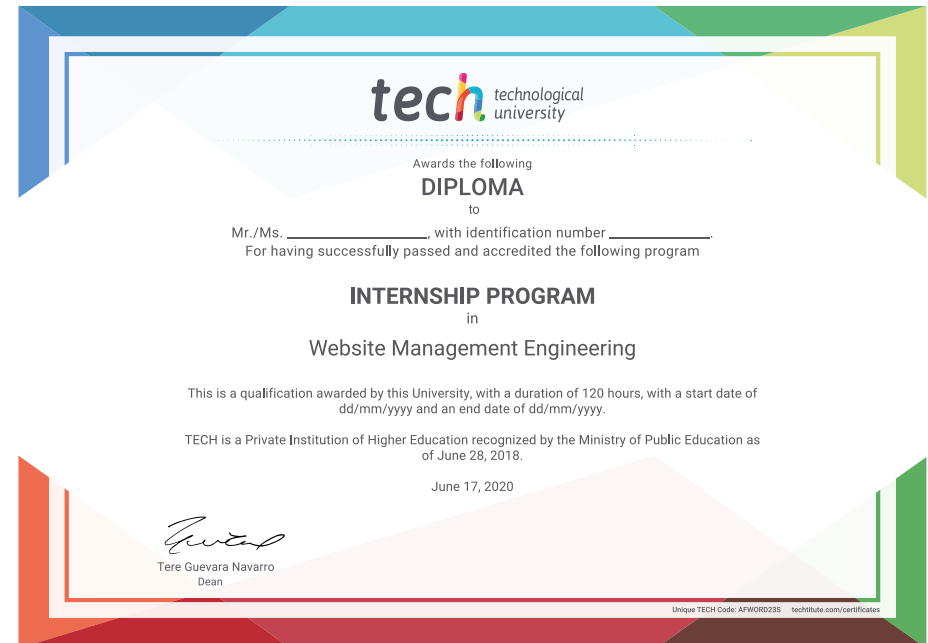 tech technological
university
Awards the following
DIPLOMA
to
Mr./Ms. ____________________, with identification number ______________.
For having successfully passed and accredited the following program
INTERNSHIP PROGRAM
in
Website Management Engineering
This is a qualification awarded by this University, with a duration of 120 hours, with a start date of
dd/mm/yyyy and an end date of dd/mm/yyyy.
TECH is a Private Institution of Higher Education recognized by the Ministry of Public Education as
of June 28, 2018.
June 17, 2020
Tere Guevara Navarro
Dean
Unique TECH Code: AFWORD23S techtitute.com/certificates